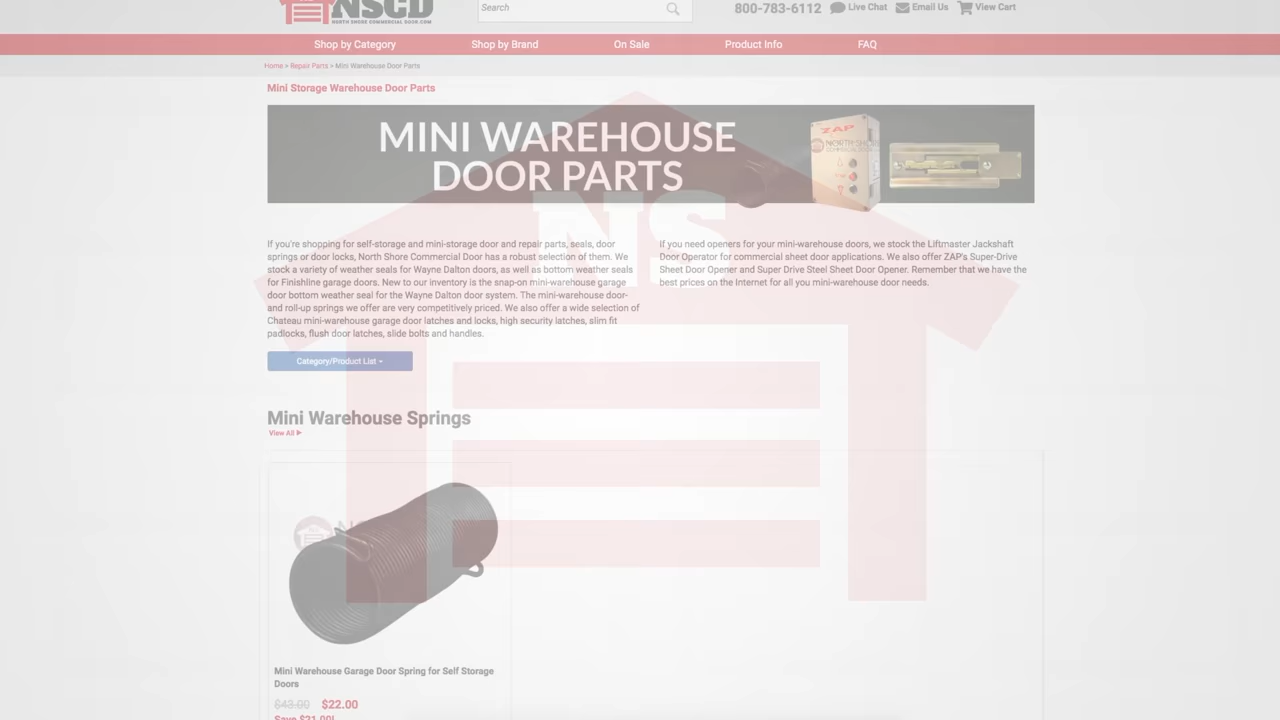 NSCD
NORTH SHORE COMMERCIAL DOOR.COM
Search
800-783-6112 Live Chat Email Us View Cart
Shop by Category Shop by Brand On Sale Product Info FAQ
Home » Repair Parts » Mini Warehouse Door Parts
Mini Storage Warehouse Door Parts
MINI WAREHOUSE
DOOR PARTS
ZAP
NORTH SHORE
COMMERCIAL DOOR
NS
If you're shopping for self-storage and mini-storage door and repair parts, seals, door
springs or door locks, North Shore Commercial Door has a robust selection of them. We
stock a variety of weather seals for Wayne Dalton doors, as well as bottom weather seals
for Finishline garage doors. New to our inventory is the snap-on mini-warehouse garage
door bottom weather seal for the Wayne Dalton door system. The mini-warehouse door-
and roll-up springs we offer are very competitively priced. We also offer a wide selection of
Chateau mini-warehouse garage door latches and locks, high security latches, slim fit
padlocks, flush door latches, slide bolts and handles.
If you need openers for your mini-warehouse doors, we stock the Liftmaster Jackshaft
Door Operator for commercial sheet door applications. We also offer ZAP's Super-Drive
Sheet Door Opener and Super Drive Steel Sheet Door Opener. Remember that we have the
best prices on the Internet for all you mini-warehouse door needs.
Category/Product List
Mini Warehouse Springs
View All
Mini Warehouse Garage Door Spring for Self Storage
Doors
$43.00 $22.00
Save $21.00!